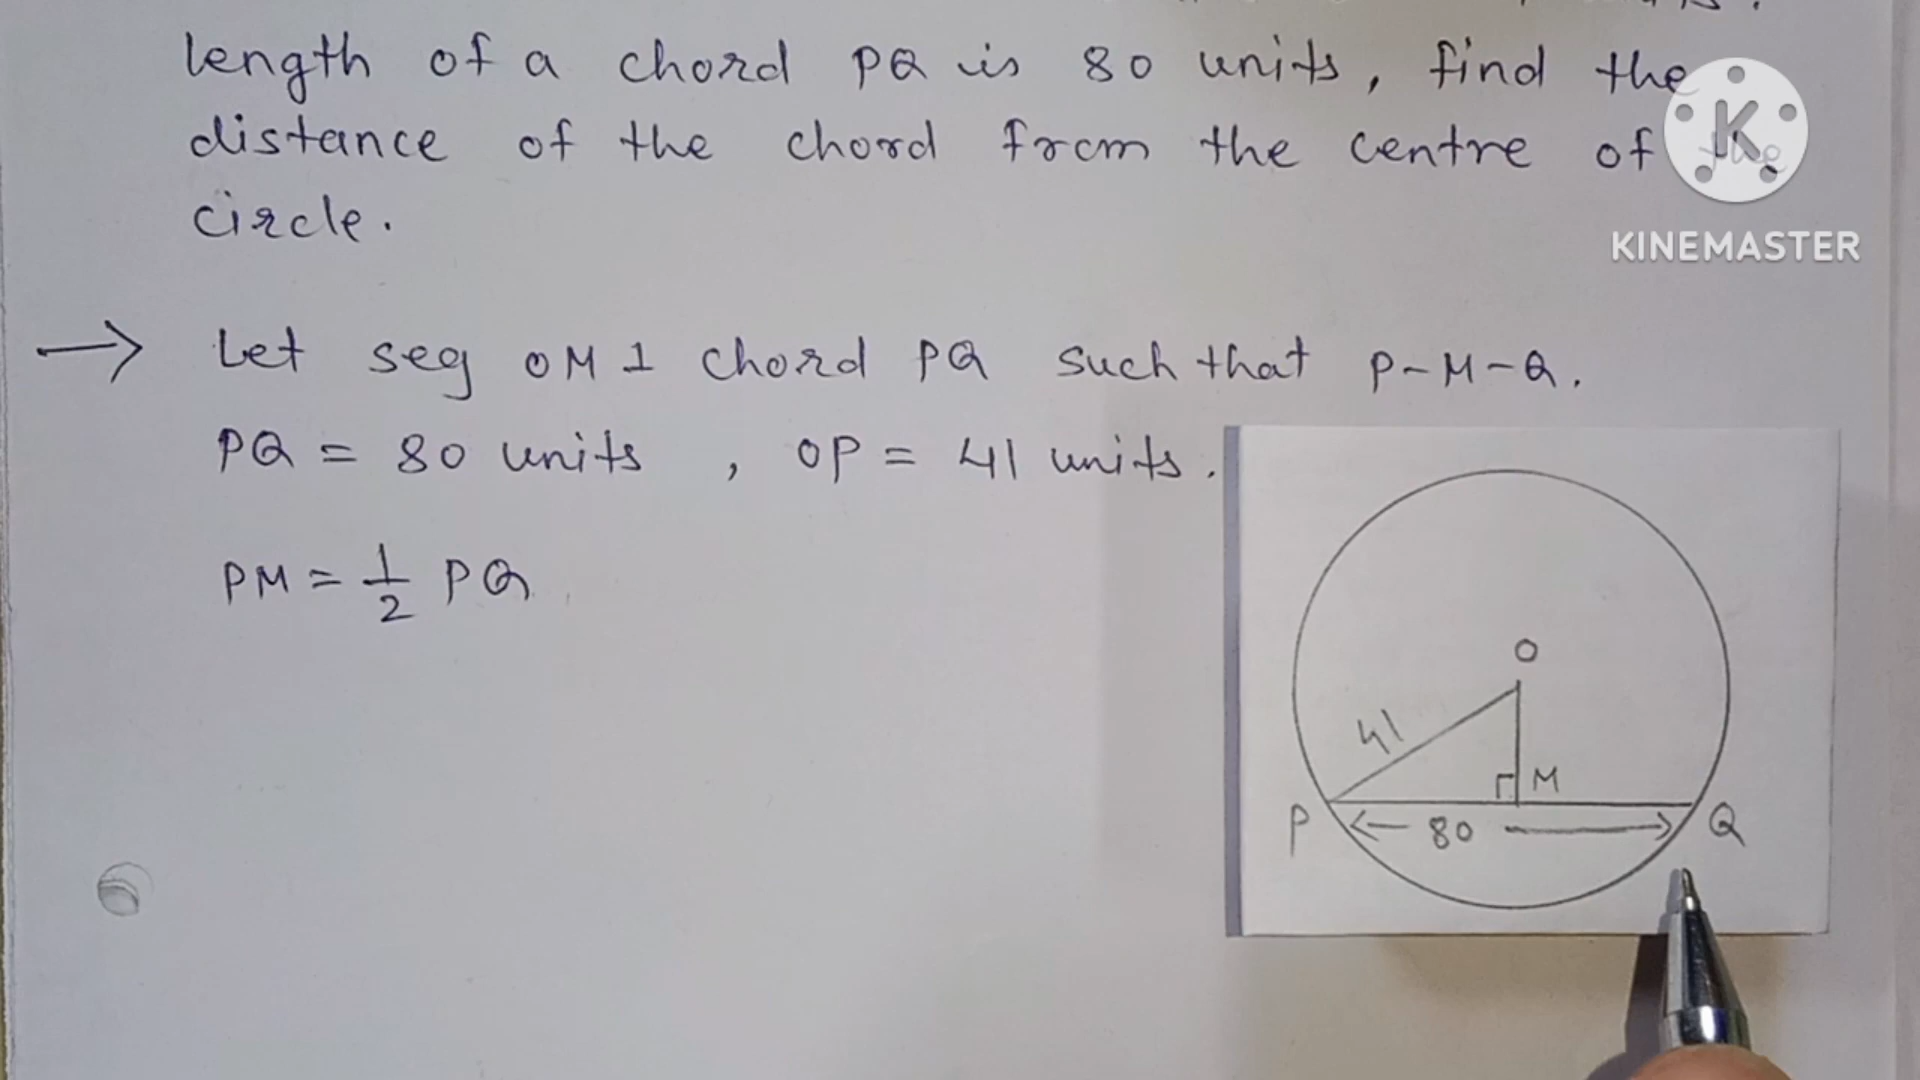 length of a chord PQ is 80 units, find the
distance of the chord from the centre of the
circle.
KINEMASTER
→ Let seg OM ⊥ chord PQ such that P-M-Q.
PQ = 80 units , OP = 41 units.
PM = 1/2 PQ
O
41
M
P
80
Q